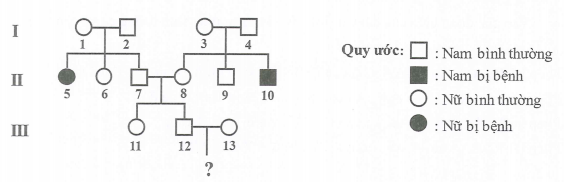 I
1 2 3 4
Quy ước: : Nam bình thường
: Nam bị bệnh
II
5 6 7 8 9 10
: Nữ bình thường
: Nữ bị bệnh
III
11 12 13
?